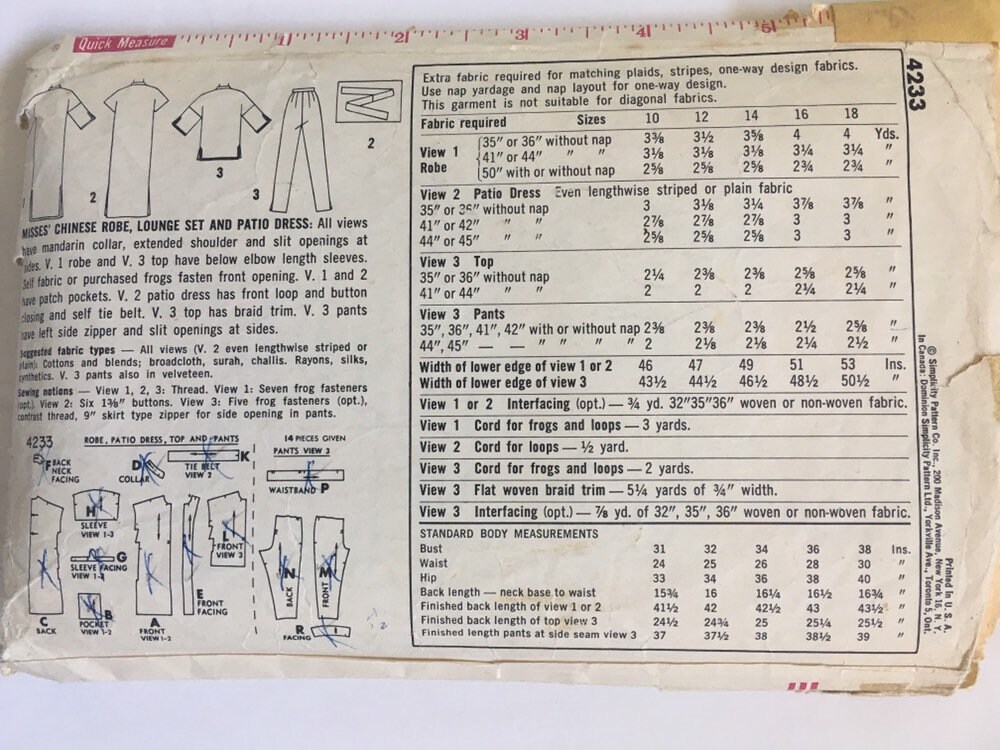 Quick Measure
1 2 3 4 5
4233
2
3
3
2
1
MISSES' CHINESE ROBE, LOUNGE SET AND PATIO DRESS: All views
have mandarin collar, extended shoulder and slit openings at
sides. V. 1 robe and V. 3 top have below elbow length sleeves.
Self fabric or purchased frogs fasten front opening. V. 1 and 2
have patch pockets. V. 2 patio dress has front loop and button
closing and self tie belt. V. 3 top has braid trim. V. 3 pants
have left side zipper and slit openings at sides.
Suggested fabric types — All views (V. 2 even lengthwise striped or
plain): Cottons and blends; broadcloth, surah, challis. Rayons, silks,
synthetics. V. 3 pants also in velveteen.
Sewing notions — View 1, 2, 3: Thread. View 1: Seven frog fasteners
(opt.). View 2: Six 1⅜" buttons. View 3: Five frog fasteners (opt.),
contrast thread, 9" skirt type zipper for side opening in pants.
4233 ROBE, PATIO DRESS, TOP AND PANTS 14 PIECES GIVEN
PANTS VIEW 3
F BACK NECK FACING
D COLLAR
TIE BELT VIEW 2 K
WAISTBAND P
H
SLEEVE
VIEW 1-3
G
SLEEVE FACING
VIEW 1-3
L
FRONT
VIEW 3
N
BACK
M
FRONT
B
POCKET
VIEW 1-2
C
BACK
A
FRONT
VIEW 1-2
E
FRONT
FACING
R
FACING
Extra fabric required for matching plaids, stripes, one-way design fabrics.
Use nap yardage and nap layout for one-way design.
This garment is not suitable for diagonal fabrics.
Fabric required Sizes 10 12 14 16 18
View 1 Robe
35" or 36" without nap 3⅜ 3½ 3⅝ 4 4 Yds.
41" or 44" " " 3⅛ 3⅛ 3⅛ 3¼ 3¼ "
50" with or without nap 2⅝ 2⅝ 2⅝ 2¾ 2¾ "
View 2 Patio Dress Even lengthwise striped or plain fabric
35" or 36" without nap 3 3⅛ 3¼ 3⅞ 3⅞ "
41" or 42" " " 2⅞ 2⅞ 2⅞ 3 3 "
44" or 45" " " 2⅝ 2⅝ 2⅝ 3 3 "
View 3 Top
35" or 36" without nap 2¼ 2⅜ 2⅜ 2⅝ 2⅝ "
41" or 44" " " 2 2 2 2¼ 2¼ "
View 3 Pants
35", 36", 41", 42" with or without nap 2⅜ 2⅜ 2⅜ 2½ 2⅝ "
44", 45" — — " " " " 2 2⅛ 2⅛ 2¼ 2½ "
Width of lower edge of view 1 or 2 46 47 49 51 53 Ins.
Width of lower edge of view 3 43½ 44½ 46½ 48½ 50½ "
View 1 or 2 Interfacing (opt.) — ¾ yd. 32"35"36" woven or non-woven fabric.
View 1 Cord for frogs and loops — 3 yards.
View 2 Cord for loops — ½ yard.
View 3 Cord for frogs and loops — 2 yards.
View 3 Flat woven braid trim — 5¼ yards of ¾" width.
View 3 Interfacing (opt.) — ⅞ yd. of 32", 35", 36" woven or non-woven fabric.
STANDARD BODY MEASUREMENTS
Bust 31 32 34 36 38 Ins.
Waist 24 25 26 28 30 "
Hip 33 34 36 38 40 "
Back length — neck base to waist 15¾ 16 16¼ 16½ 16¾ "
Finished back length of view 1 or 2 41½ 42 42½ 43 43½ "
Finished back length of top view 3 24½ 24¾ 25 25¼ 25½ "
Finished length pants at side seam view 3 37 37½ 38 38½ 39 "
© Simplicity Pattern Co. Inc., 200 Madison Avenue, New York 16, N. Y.
In Canada: Dominion Simplicity Pattern Ltd., Yorkville Ave., Toronto 5, Ont.
Printed in U. S. A.